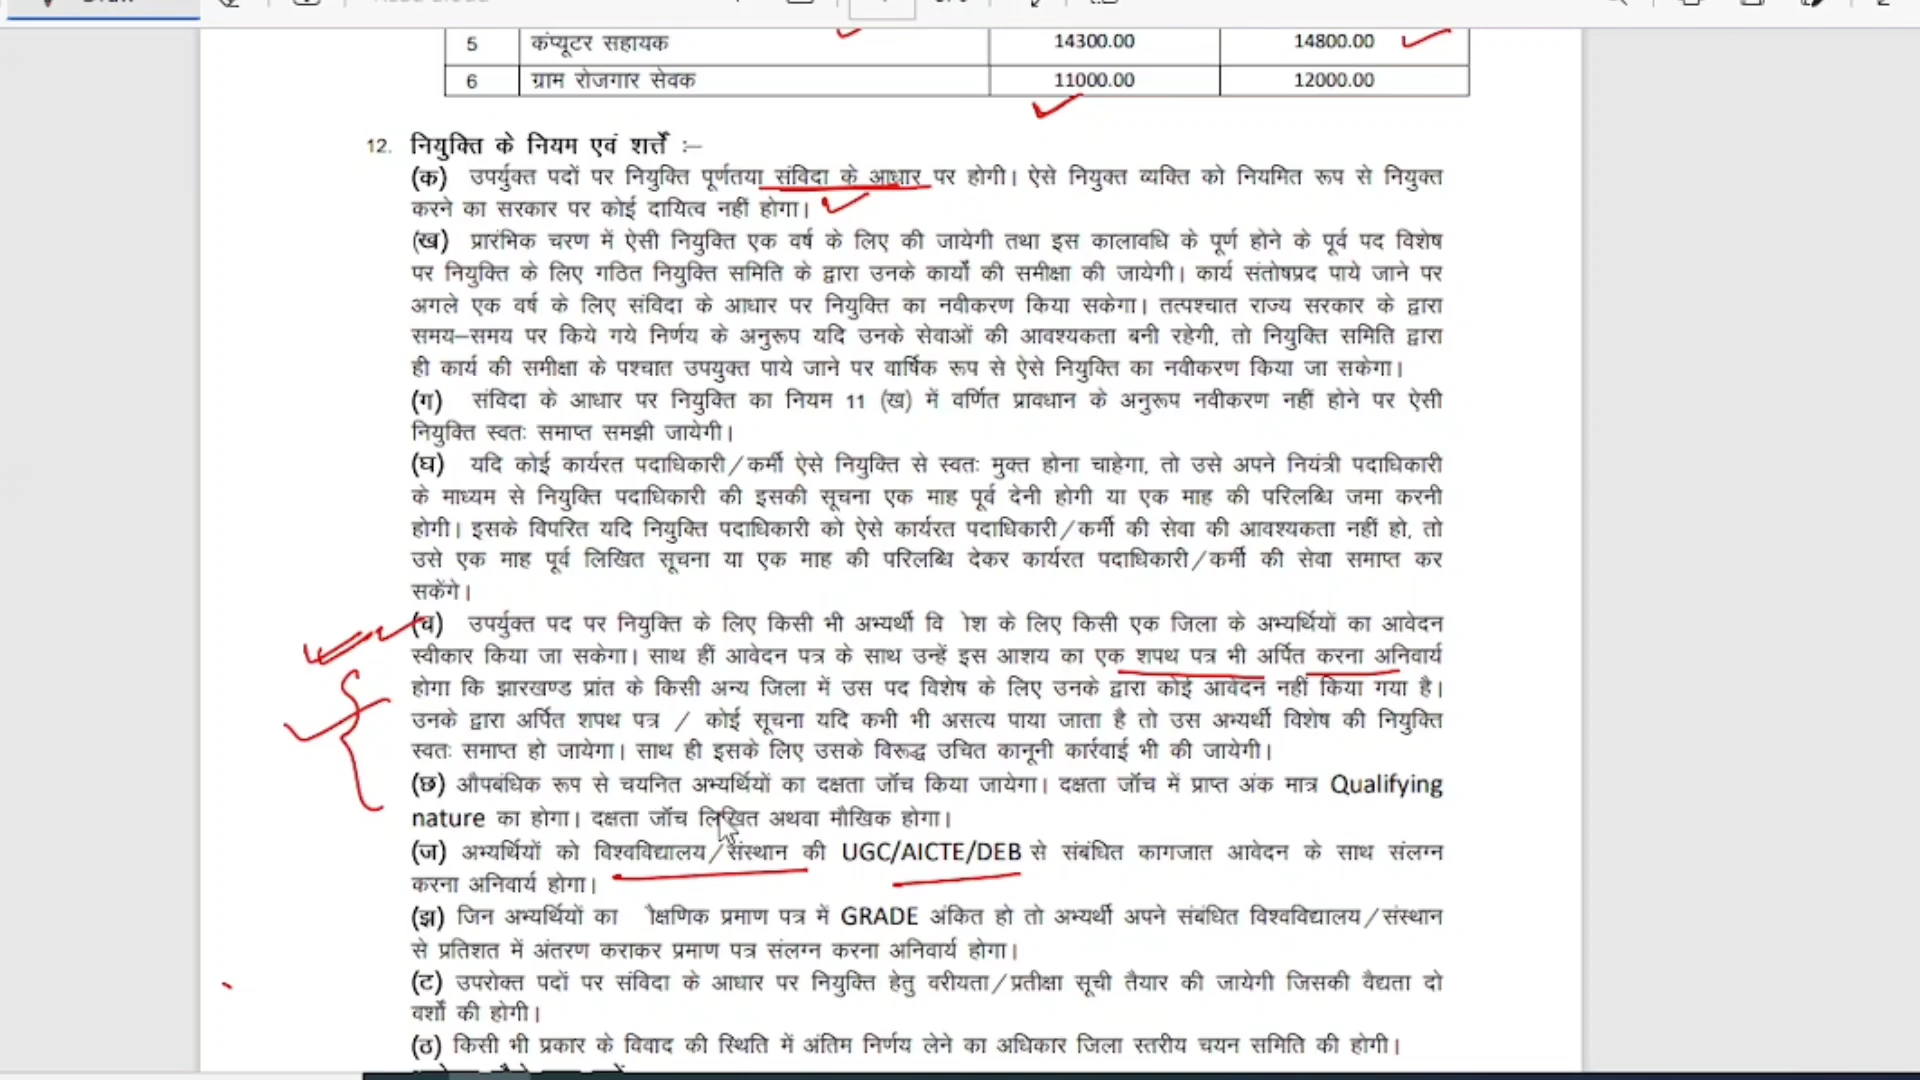 5 कंप्यूटर सहायक 14300.00 14800.00
6 ग्राम रोजगार सेवक 11000.00 12000.00
12. नियुक्ति के नियम एवं शर्त्तें :–
(क) उपर्युक्त पदों पर नियुक्ति पूर्णतया संविदा के आधार पर होगी। ऐसे नियुक्त व्यक्ति को नियमित रूप से नियुक्त
करने का सरकार पर कोई दायित्व नहीं होगा।
(ख) प्रारंभिक चरण में ऐसी नियुक्ति एक वर्ष के लिए की जायेगी तथा इस कालावधि के पूर्ण होने के पूर्व पद विशेष
पर नियुक्ति के लिए गठित नियुक्ति समिति के द्वारा उनके कार्यों की समीक्षा की जायेगी। कार्य संतोषप्रद पाये जाने पर
अगले एक वर्ष के लिए संविदा के आधार पर नियुक्ति का नवीकरण किया सकेगा। तत्पश्चात राज्य सरकार के द्वारा
समय–समय पर किये गये निर्णय के अनुरूप यदि उनके सेवाओं की आवश्यकता बनी रहेगी, तो नियुक्ति समिति द्वारा
ही कार्य की समीक्षा के पश्चात उपयुक्त पाये जाने पर वार्षिक रूप से ऐसे नियुक्ति का नवीकरण किया जा सकेगा।
(ग) संविदा के आधार पर नियुक्ति का नियम 11 (ख) में वर्णित प्रावधान के अनुरूप नवीकरण नहीं होने पर ऐसी
नियुक्ति स्वतः समाप्त समझी जायेगी।
(घ) यदि कोई कार्यरत पदाधिकारी/कर्मी ऐसे नियुक्ति से स्वतः मुक्त होना चाहेगा, तो उसे अपने नियंत्री पदाधिकारी
के माध्यम से नियुक्ति पदाधिकारी की इसकी सूचना एक माह पूर्व देनी होगी या एक माह की परिलब्धि जमा करनी
होगी। इसके विपरित यदि नियुक्ति पदाधिकारी को ऐसे कार्यरत पदाधिकारी/कर्मी की सेवा की आवश्यकता नहीं हो, तो
उसे एक माह पूर्व लिखित सूचना या एक माह की परिलब्धि देकर कार्यरत पदाधिकारी/कर्मी की सेवा समाप्त कर
सकेंगे।
(च) उपर्युक्त पद पर नियुक्ति के लिए किसी भी अभ्यर्थी वि ोश के लिए किसी एक जिला के अभ्यर्थियों का आवेदन
स्वीकार किया जा सकेगा। साथ हीं आवेदन पत्र के साथ उन्हें इस आशय का एक शपथ पत्र भी अर्पित करना अनिवार्य
होगा कि झारखण्ड प्रांत के किसी अन्य जिला में उस पद विशेष के लिए उनके द्वारा कोई आवेदन नहीं किया गया है।
उनके द्वारा अर्पित शपथ पत्र / कोई सूचना यदि कभी भी असत्य पाया जाता है तो उस अभ्यर्थी विशेष की नियुक्ति
स्वतः समाप्त हो जायेगा। साथ ही इसके लिए उसके विरूद्ध उचित कानूनी कार्रवाई भी की जायेगी।
(छ) औपबंधिक रूप से चयनित अभ्यर्थियों का दक्षता जॉच किया जायेगा। दक्षता जॉच में प्राप्त अंक मात्र Qualifying
nature का होगा। दक्षता जॉच लिखित अथवा मौखिक होगा।
(ज) अभ्यर्थियों को विश्वविद्यालय/संस्थान की UGC/AICTE/DEB से संबंधित कागजात आवेदन के साथ संलग्न
करना अनिवार्य होगा।
(झ) जिन अभ्यर्थियों का ौक्षणिक प्रमाण पत्र में GRADE अंकित हो तो अभ्यर्थी अपने संबंधित विश्वविद्यालय/संस्थान
से प्रतिशत में अंतरण कराकर प्रमाण पत्र संलग्न करना अनिवार्य होगा।
(ट) उपरोक्त पदों पर संविदा के आधार पर नियुक्ति हेतु वरीयता/प्रतीक्षा सूची तैयार की जायेगी जिसकी वैद्यता दो
वर्शों की होगी।
(ठ) किसी भी प्रकार के विवाद की स्थिति में अंतिम निर्णय लेने का अधिकार जिला स्तरीय चयन समिति की होगी।